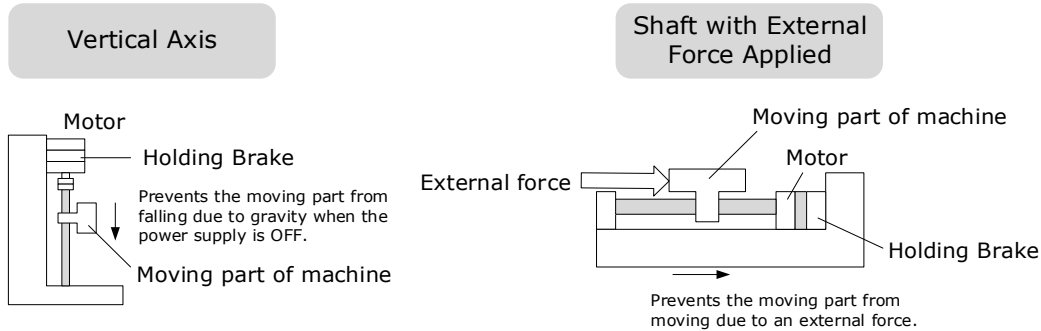 Vertical Axis
Motor
Holding Brake
Prevents the moving part from
falling due to gravity when the
power supply is OFF.
Moving part of machine
Shaft with External
Force Applied
Moving part of machine
Motor
External force
Holding Brake
Prevents the moving part from
moving due to an external force.